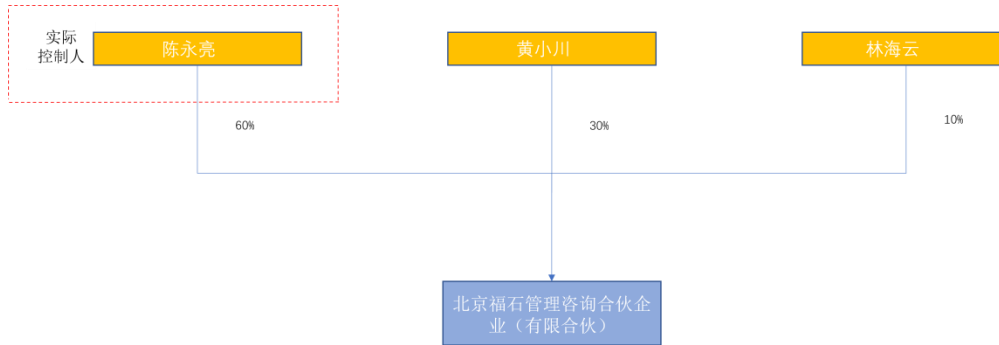 实际
控制人
陈永亮
黄小川
林海云
60%
30%
10%
北京福石管理咨询合伙企
业（有限合伙）